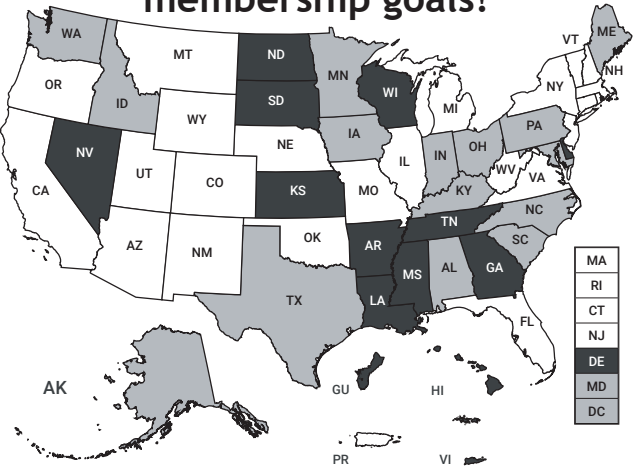 membership goals!
WA
MT
ND
MN
VT
ME
NH
OR
ID
SD
WI
MI
NY
WY
IA
PA
NV
NE
IL
IN
OH
UT
CO
KS
MO
WV
VA
CA
KY
NC
TN
AZ
NM
OK
AR
SC
MS
AL
GA
TX
LA
FL
MA
RI
CT
NJ
DE
MD
DC
AK
GU
HI
PR
VI